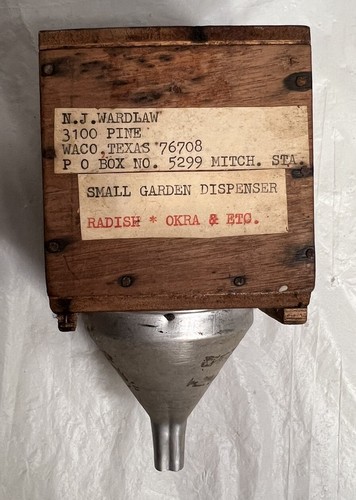 N.J.WARDLAW
3100 PINE
WACO,TEXAS 76708
P O BOX NO. 5299 MITCH. STA.
SMALL GARDEN DISPENSER
RADISH * OKRA & ETC.